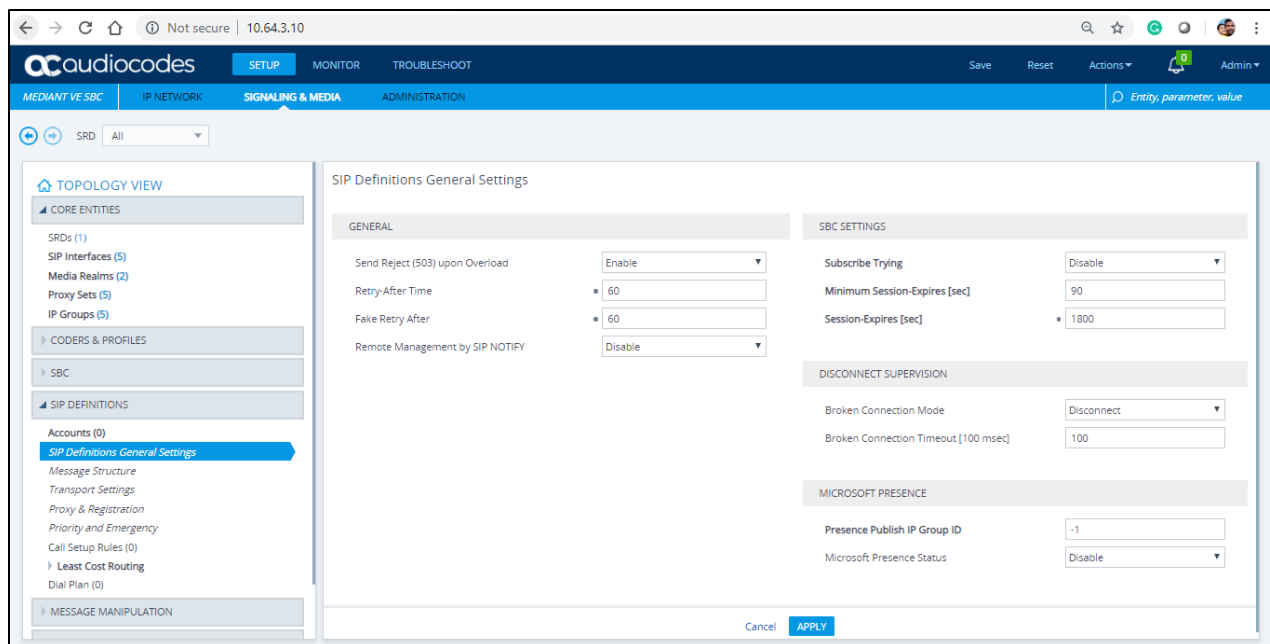 Not secure | 10.64.3.10
audiocodes SETUP MONITOR TROUBLESHOOT Save Reset Actions 0 Admin
MEDIANT VE SBC IP NETWORK SIGNALING & MEDIA ADMINISTRATION Entity, parameter, value
SRD All
TOPOLOGY VIEW
CORE ENTITIES
SRDs (1)
SIP Interfaces (5)
Media Realms (2)
Proxy Sets (5)
IP Groups (5)
CODERS & PROFILES
SBC
SIP DEFINITIONS
Accounts (0)
SIP Definitions General Settings
Message Structure
Transport Settings
Proxy & Registration
Priority and Emergency
Call Setup Rules (0)
Least Cost Routing
Dial Plan (0)
MESSAGE MANIPULATION
SIP Definitions General Settings
GENERAL
Send Reject (503) upon Overload Enable
Retry-After Time 60
Fake Retry After 60
Remote Management by SIP NOTIFY Disable
SBC SETTINGS
Subscribe Trying Disable
Minimum Session-Expires [sec] 90
Session-Expires [sec] 1800
DISCONNECT SUPERVISION
Broken Connection Mode Disconnect
Broken Connection Timeout [100 msec] 100
MICROSOFT PRESENCE
Presence Publish IP Group ID -1
Microsoft Presence Status Disable
Cancel APPLY